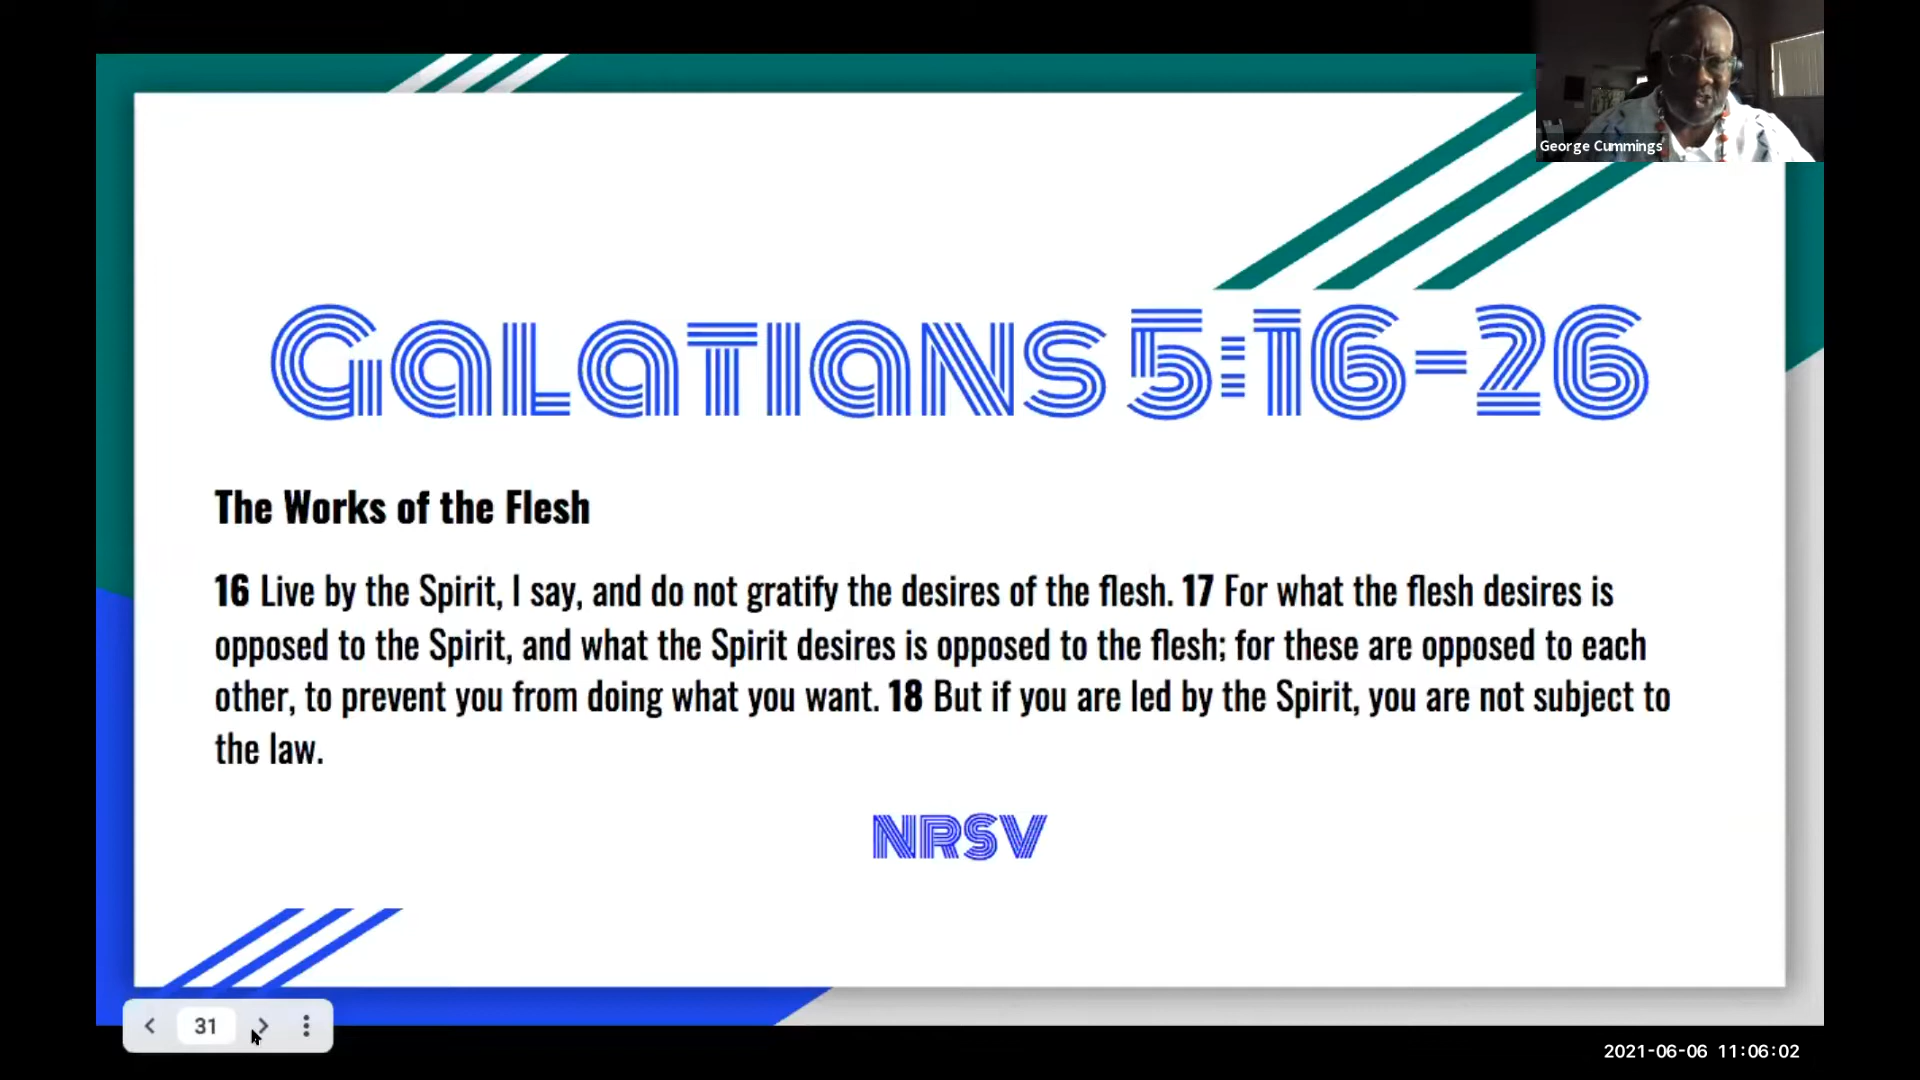 George Cummings
Galatians 5:16-26
The Works of the Flesh
16 Live by the Spirit, I say, and do not gratify the desires of the flesh. 17 For what the flesh desires is
opposed to the Spirit, and what the Spirit desires is opposed to the flesh; for these are opposed to each
other, to prevent you from doing what you want. 18 But if you are led by the Spirit, you are not subject to
the law.
NRSV
31
2021-06-06 11:06:02